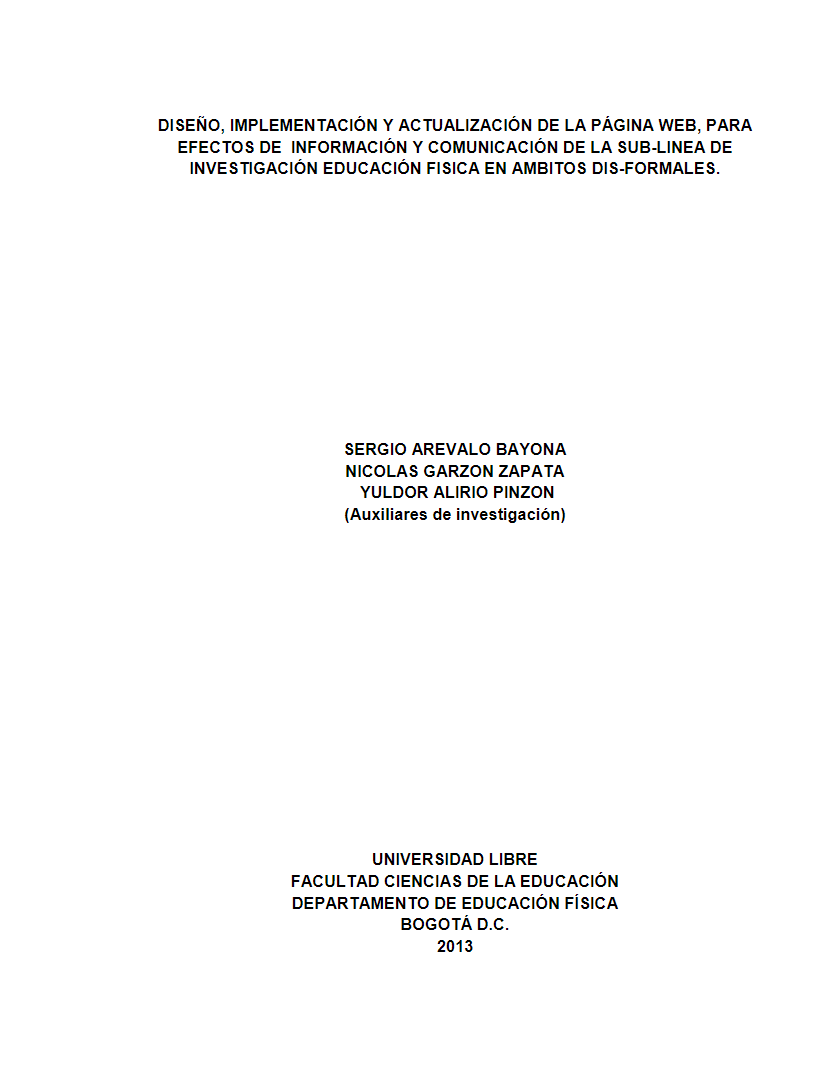 DISEÑO, IMPLEMENTACIÓN Y ACTUALIZACIÓN DE LA PÁGINA WEB, PARA
EFECTOS DE  INFORMACIÓN Y COMUNICACIÓN DE LA SUB-LINEA DE
INVESTIGACIÓN EDUCACIÓN FISICA EN AMBITOS DIS-FORMALES.
SERGIO AREVALO BAYONA
NICOLAS GARZON ZAPATA
YULDOR ALIRIO PINZON
(Auxiliares de investigación)
UNIVERSIDAD LIBRE
FACULTAD CIENCIAS DE LA EDUCACIÓN
DEPARTAMENTO DE EDUCACIÓN FÍSICA
BOGOTÁ D.C.
2013